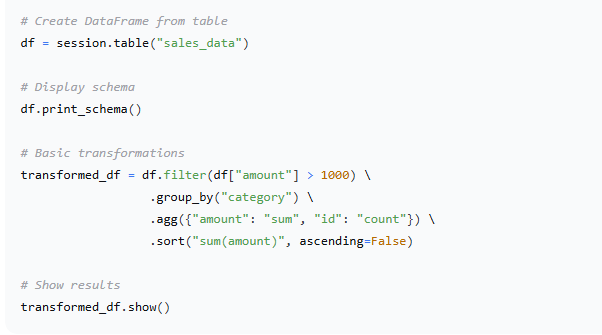 # Create DataFrame from table
df = session.table("sales_data")
# Display schema
df.print_schema()
# Basic transformations
transformed_df = df.filter(df["amount"] > 1000) \
.group_by("category") \
.agg({"amount": "sum", "id": "count"}) \
.sort("sum(amount)", ascending=False)
# Show results
transformed_df.show()